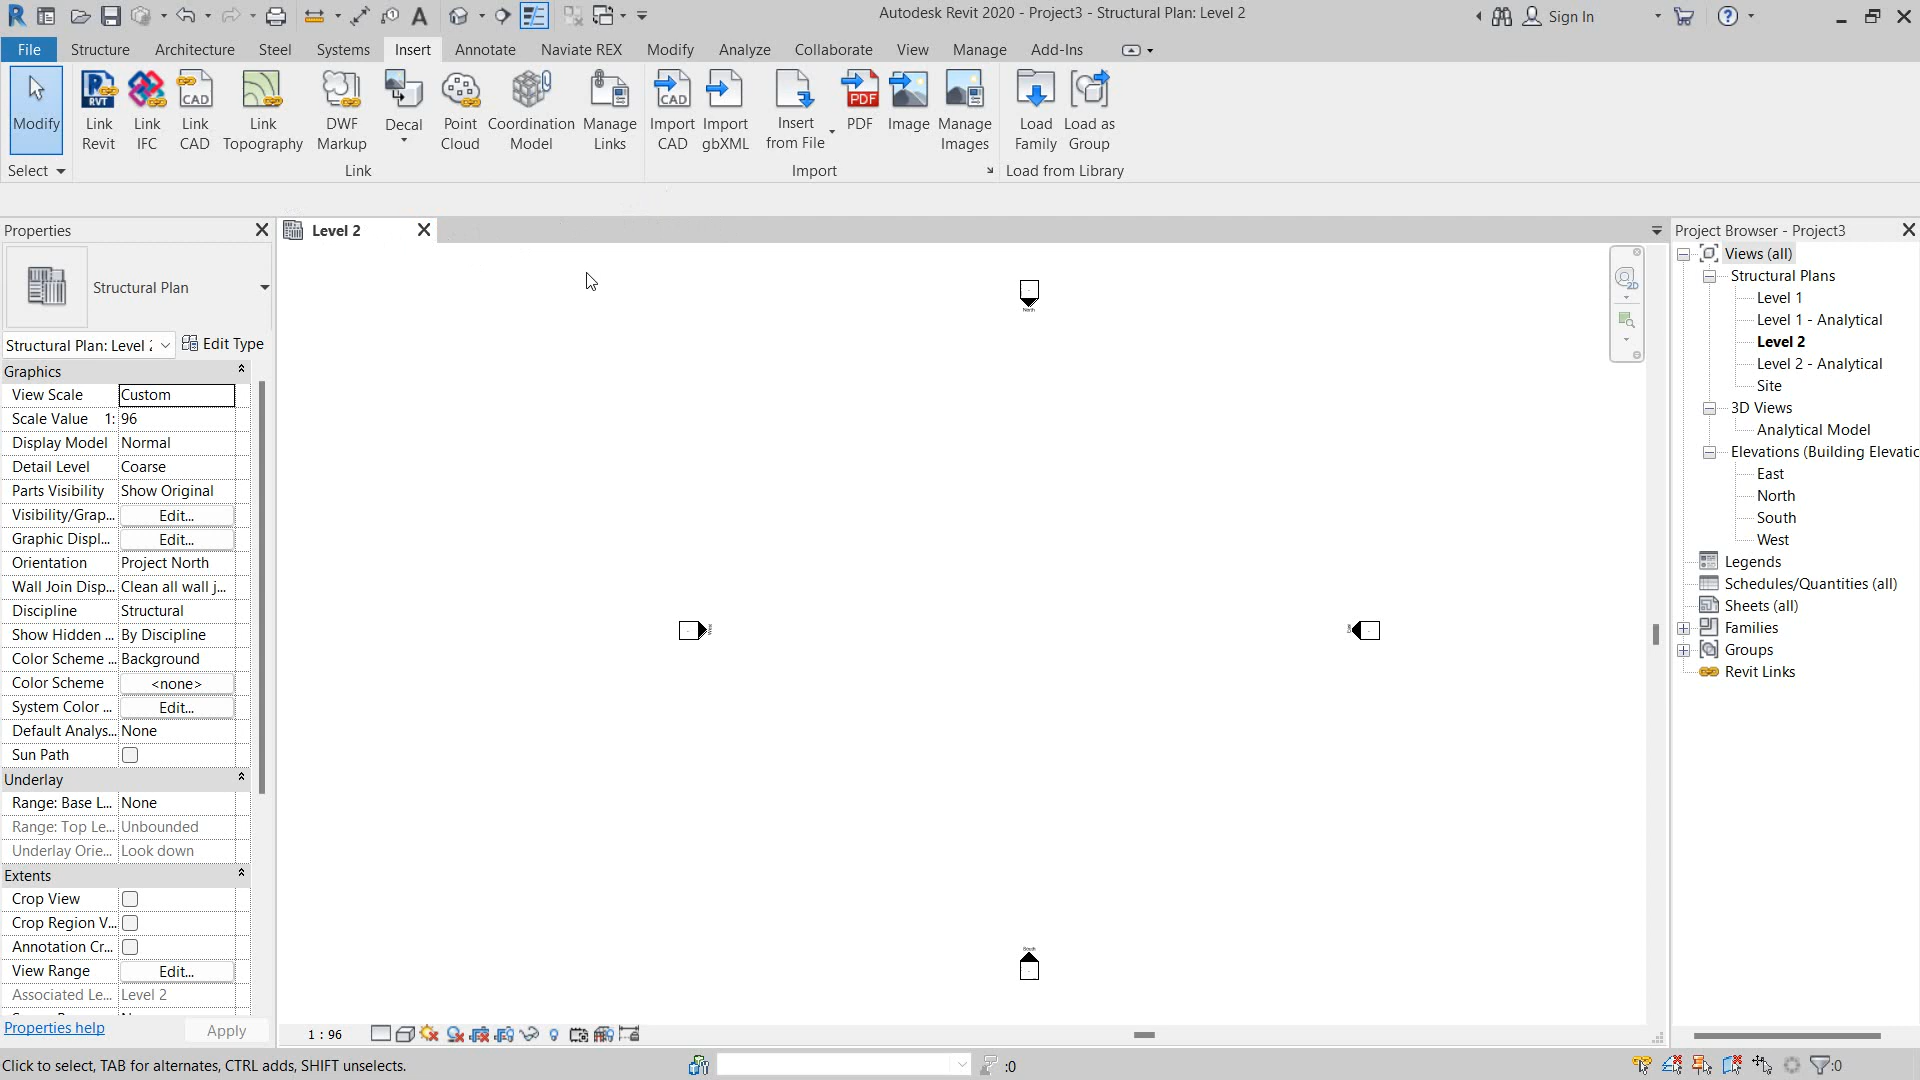 Autodesk Revit 2020 - Project3 - Structural Plan: Level 2
Sign In
File Structure Architecture Steel Systems Insert Annotate Naviate REX Modify Analyze Collaborate View Manage Add-Ins
Modify
Link Revit
Link IFC
Link CAD
Link Topography
DWF Markup
Decal
Point Cloud
Coordination Model
Manage Links
Import CAD
Import gbXML
Insert from File
PDF
Image
Manage Images
Load Family
Load as Group
Select
Link
Import
Load from Library
Properties
Level 2
Project Browser - Project3
Structural Plan
Structural Plan: Level 2
Edit Type
Graphics
View Scale Custom
Scale Value 1: 96
Display Model Normal
Detail Level Coarse
Parts Visibility Show Original
Visibility/Grap... Edit...
Graphic Displ... Edit...
Orientation Project North
Wall Join Disp... Clean all wall j...
Discipline Structural
Show Hidden ... By Discipline
Color Scheme ... Background
Color Scheme <none>
System Color ... Edit...
Default Analys... None
Sun Path
Underlay
Range: Base L... None
Range: Top Le... Unbounded
Underlay Orie... Look down
Extents
Crop View
Crop Region V...
Annotation Cr...
View Range Edit...
Associated Le... Level 2
Properties help
Apply
North
South
2D
Views (all)
Structural Plans
Level 1
Level 1 - Analytical
Level 2
Level 2 - Analytical
Site
3D Views
Analytical Model
Elevations (Building Elevatic
East
North
South
West
Legends
Schedules/Quantities (all)
Sheets (all)
Families
Groups
Revit Links
1 : 96
Click to select, TAB for alternates, CTRL adds, SHIFT unselects.
:0
:0